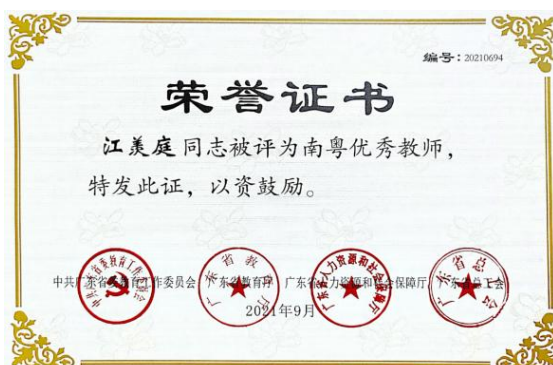 编号：20210694
荣誉证书
江羡庭同志被评为南粤优秀教师，
特发此证，以资鼓励。
中共广东省委教育工作委员会 广东省教育厅 广东省人力资源和社会保障厅 广东省总工会
2021年9月